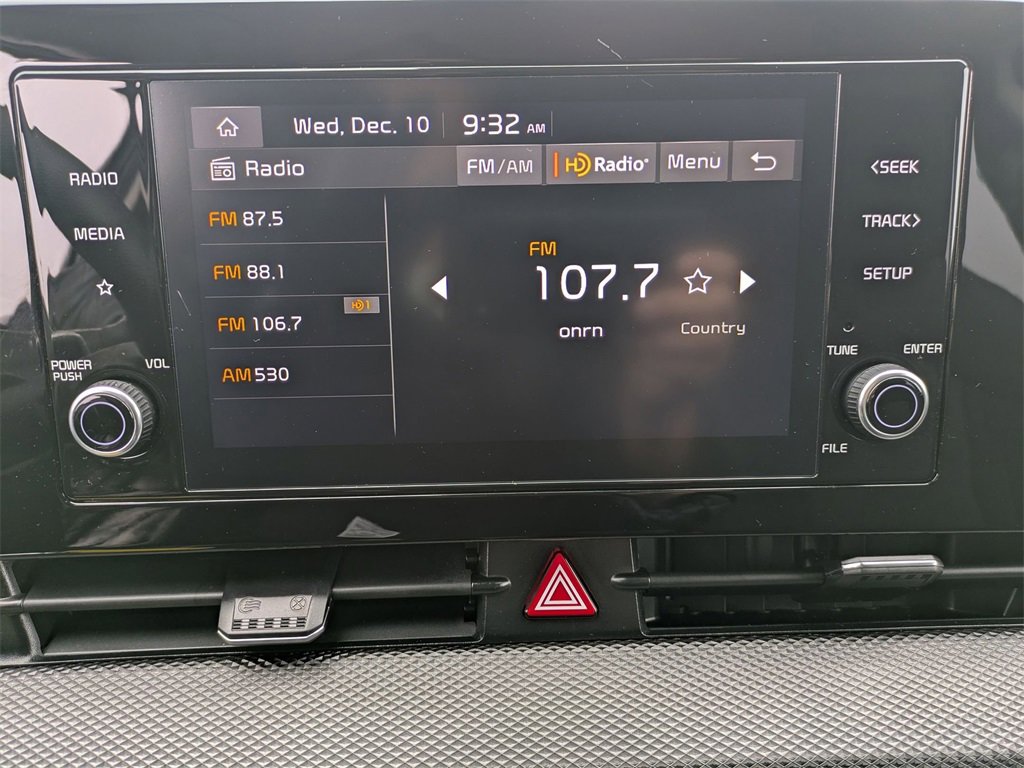 Wed, Dec. 10 9:32 AM
Radio FM/AM HD Radio® Menu
FM 87.5
FM 88.1
HD 1
FM 106.7
AM 530
FM
107.7
onrn Country
RADIO
MEDIA
POWER
PUSH
VOL
<SEEK
TRACK>
SETUP
TUNE ENTER
FILE